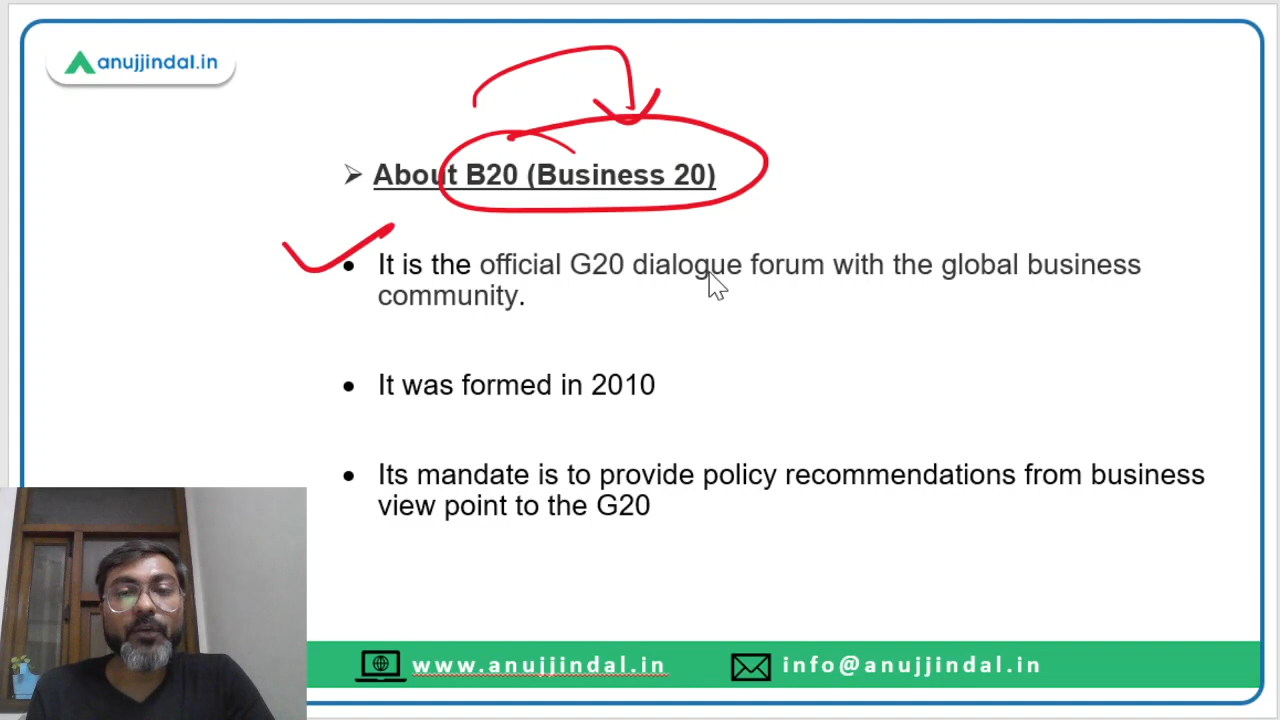 anujjindal.in
➢ About B20 (Business 20)
• It is the official G20 dialogue forum with the global business
community.
• It was formed in 2010
• Its mandate is to provide policy recommendations from business
view point to the G20
www.anujjindal.in
info@anujjindal.in